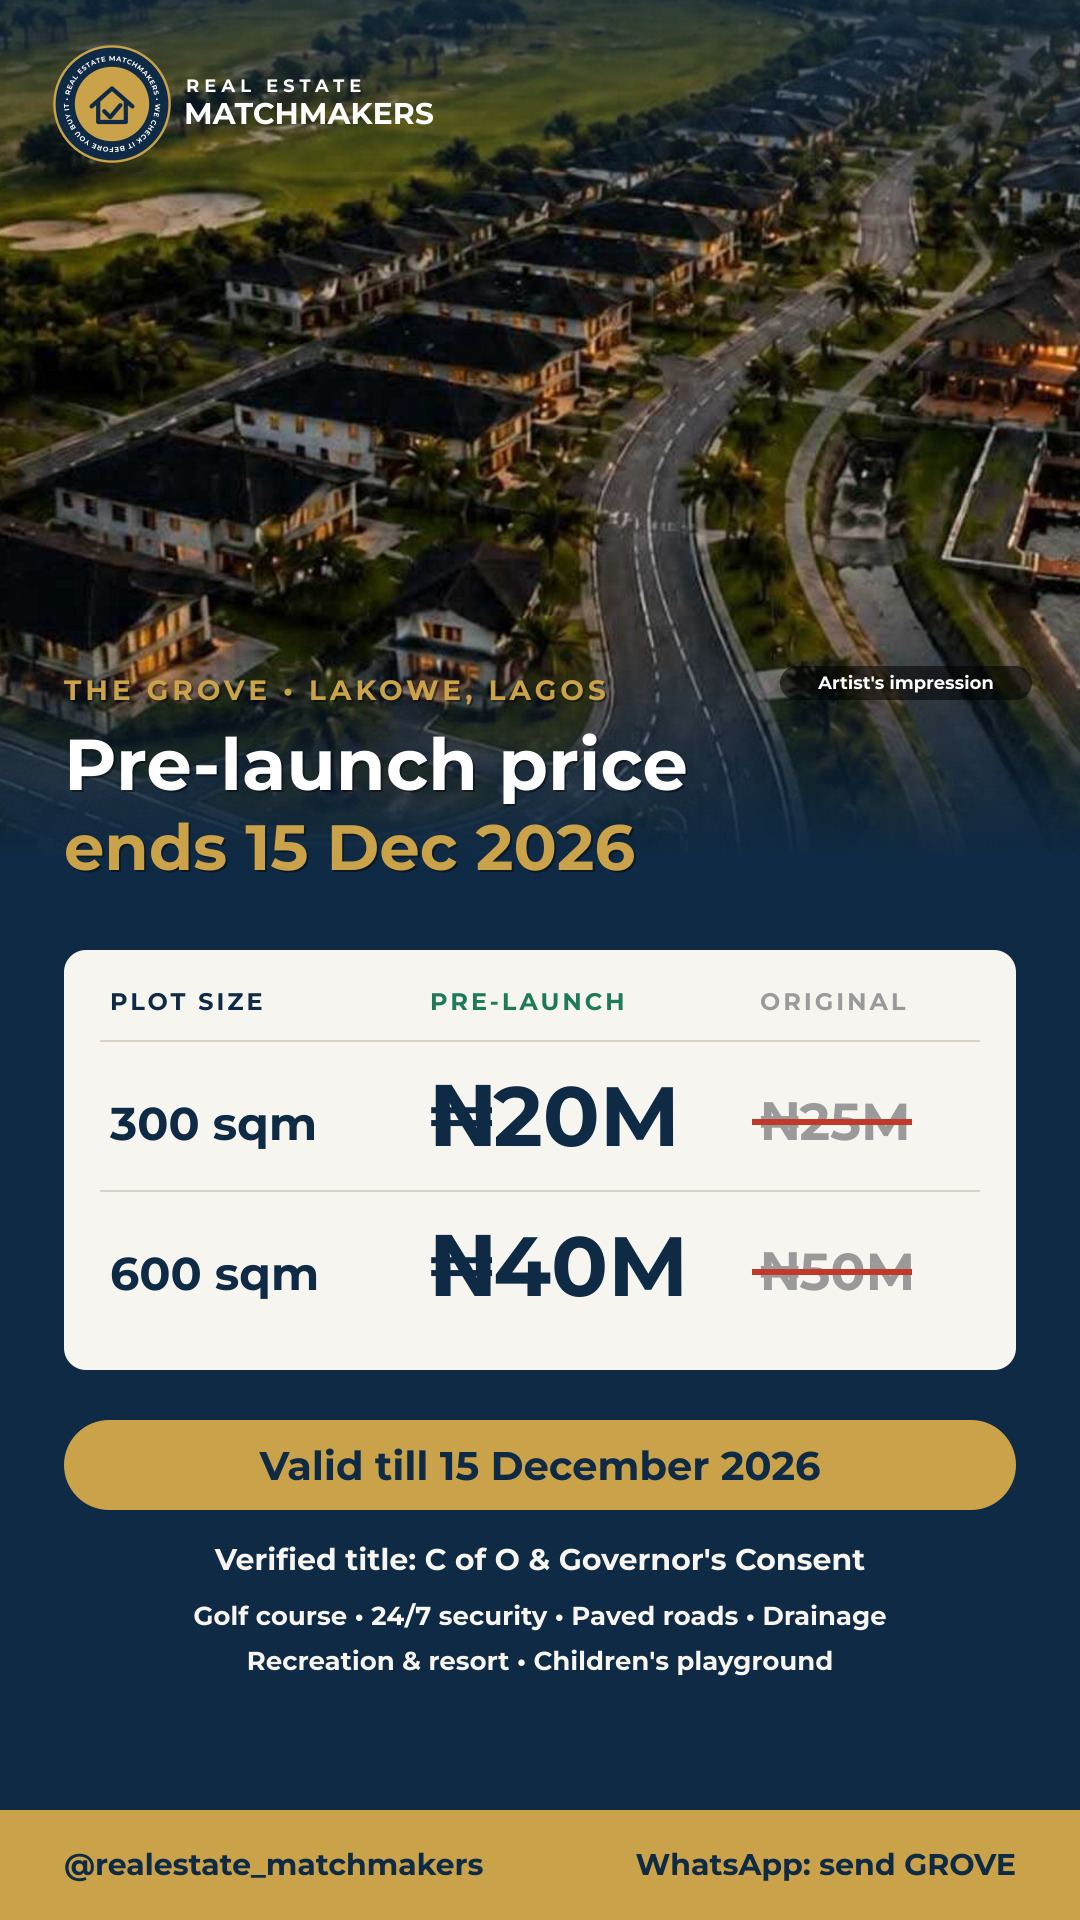 REAL ESTATE MATCHMAKERS • WE CHECK IT BEFORE YOU BUY IT •
REAL ESTATE
MATCHMAKERS
THE GROVE • LAKOWE, LAGOS
Artist's impression
Pre-launch price
ends 15 Dec 2026
PLOT SIZE PRE-LAUNCH ORIGINAL
300 sqm ₦20M ₦25M
600 sqm ₦40M ₦50M
Valid till 15 December 2026
Verified title: C of O & Governor's Consent
Golf course • 24/7 security • Paved roads • Drainage
Recreation & resort • Children's playground
@realestate_matchmakers WhatsApp: send GROVE